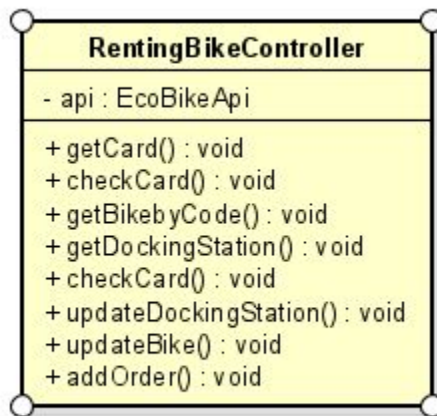 RentingBikeController
- api : EcoBikeApi
+ getCard() : void
+ checkCard() : void
+ getBikebyCode() : void
+ getDockingStation() : void
+ checkCard() : void
+ updateDockingStation() : void
+ updateBike() : void
+ addOrder() : void